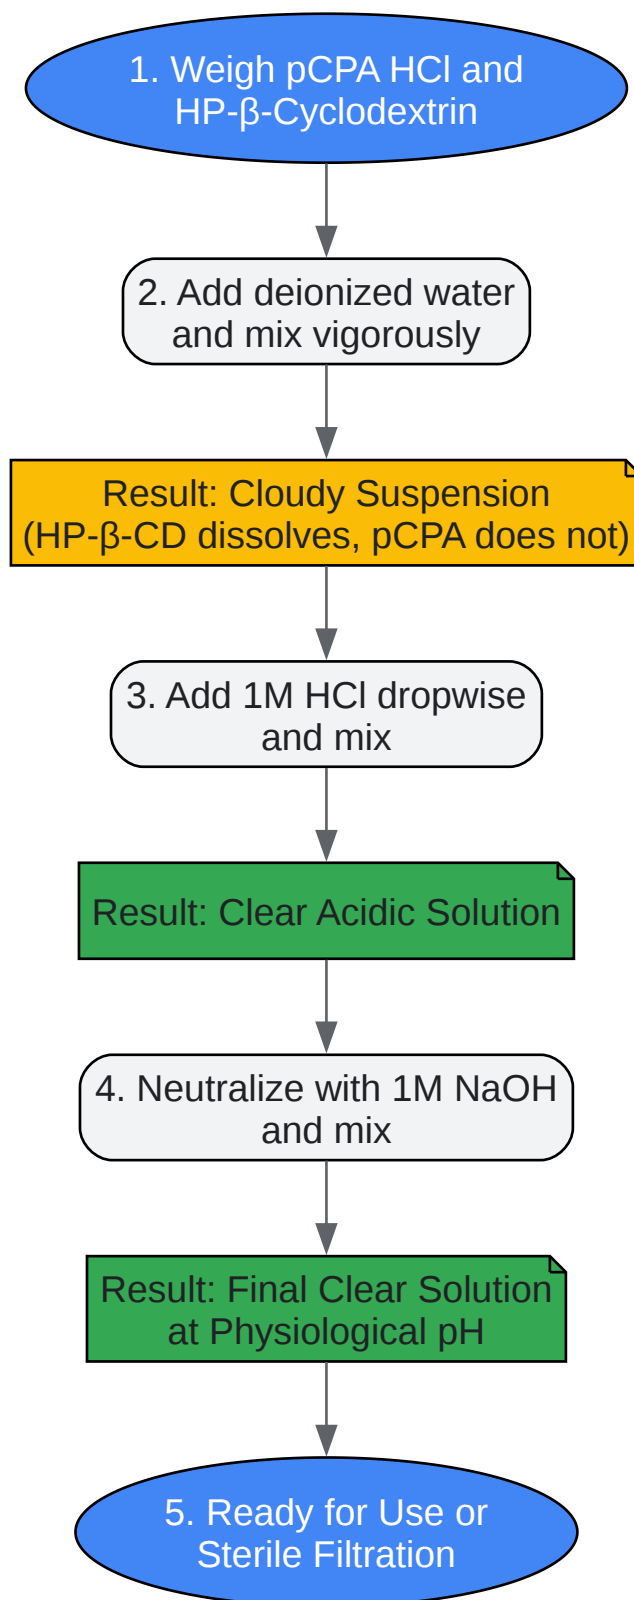 1. Weigh pCPA HCl and
HP-β-Cyclodextrin
2. Add deionized water
and mix vigorously
Result: Cloudy Suspension
(HP-β-CD dissolves, pCPA does not)
3. Add 1M HCl dropwise
and mix
Result: Clear Acidic Solution
4. Neutralize with 1M NaOH
and mix
Result: Final Clear Solution
at Physiological pH
5. Ready for Use or
Sterile Filtration